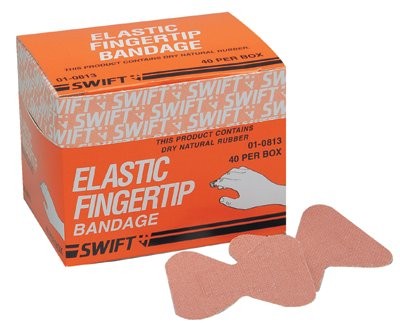 ELASTIC
FINGERTIP
BANDAGE
THIS PRODUCT CONTAINS DRY NATURAL RUBBER
01-0813
40 PER BOX
SWIFT
SWIFT SWIFT SWIFT
THIS PRODUCT CONTAINS
DRY NATURAL RUBBER
01-0813
40 PER BOX
ELASTIC
FINGERTIP
BANDAGE
SWIFT